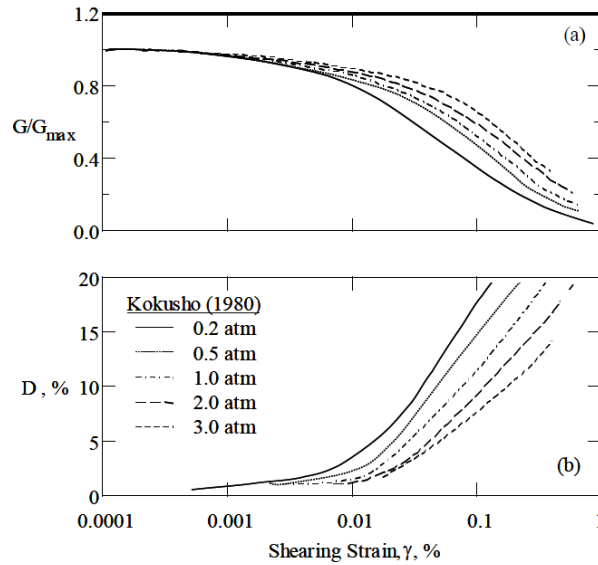 1.2
(a)
0.8
G/Gmax
0.4
0.0
20
Kokusho (1980)
0.2 atm
15
0.5 atm
1.0 atm
D , %
10
2.0 atm
3.0 atm
5
(b)
0
0.0001
0.001
0.01
0.1
1
Shearing Strain, γ, %